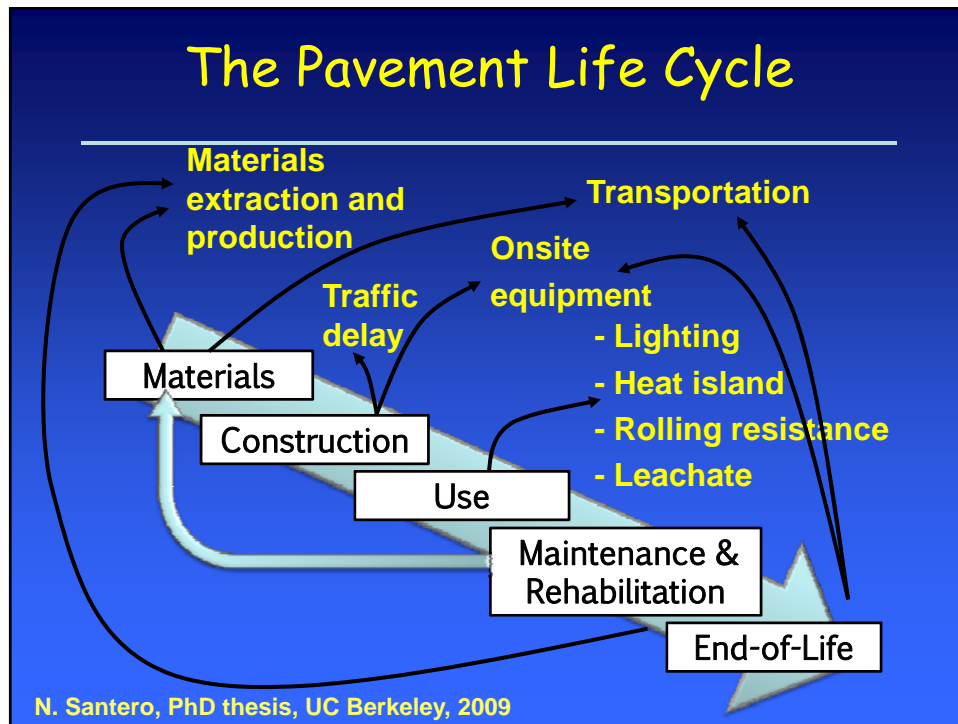 The Pavement Life Cycle
Materials
extraction and
production
Transportation
Onsite
equipment
Traffic
delay
- Lighting
- Heat island
- Rolling resistance
- Leachate
Materials
Construction
Use
Maintenance &
Rehabilitation
End-of-Life
N. Santero, PhD thesis, UC Berkeley, 2009